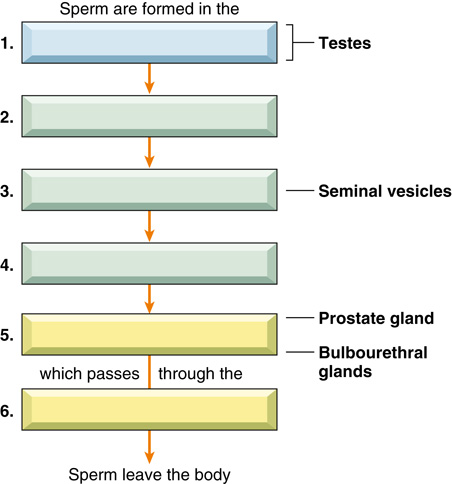 Sperm are formed in the
1.
Testes
2.
3.
Seminal vesicles
4.
Prostate gland
5.
Bulbourethral
glands
which passes through the
6.
Sperm leave the body